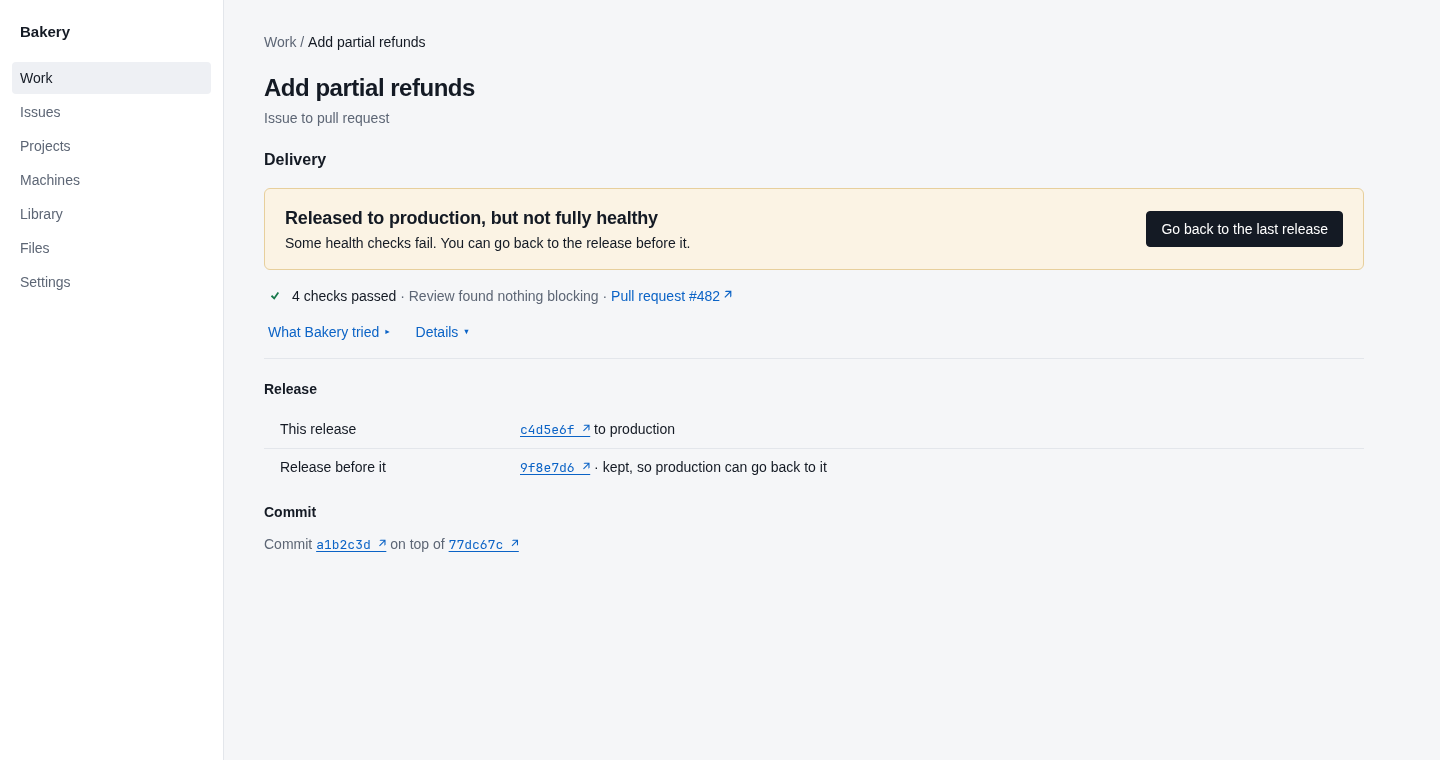 Bakery
Work
Issues
Projects
Machines
Library
Files
Settings
Work / Add partial refunds
Add partial refunds
Issue to pull request
Delivery
Released to production, but not fully healthy
Some health checks fail. You can go back to the release before it.
Go back to the last release
4 checks passed · Review found nothing blocking · Pull request #482
What Bakery tried
Details
Release
This release
c4d5e6f to production
Release before it
9f8e7d6 · kept, so production can go back to it
Commit
Commit a1b2c3d on top of 77dc67c